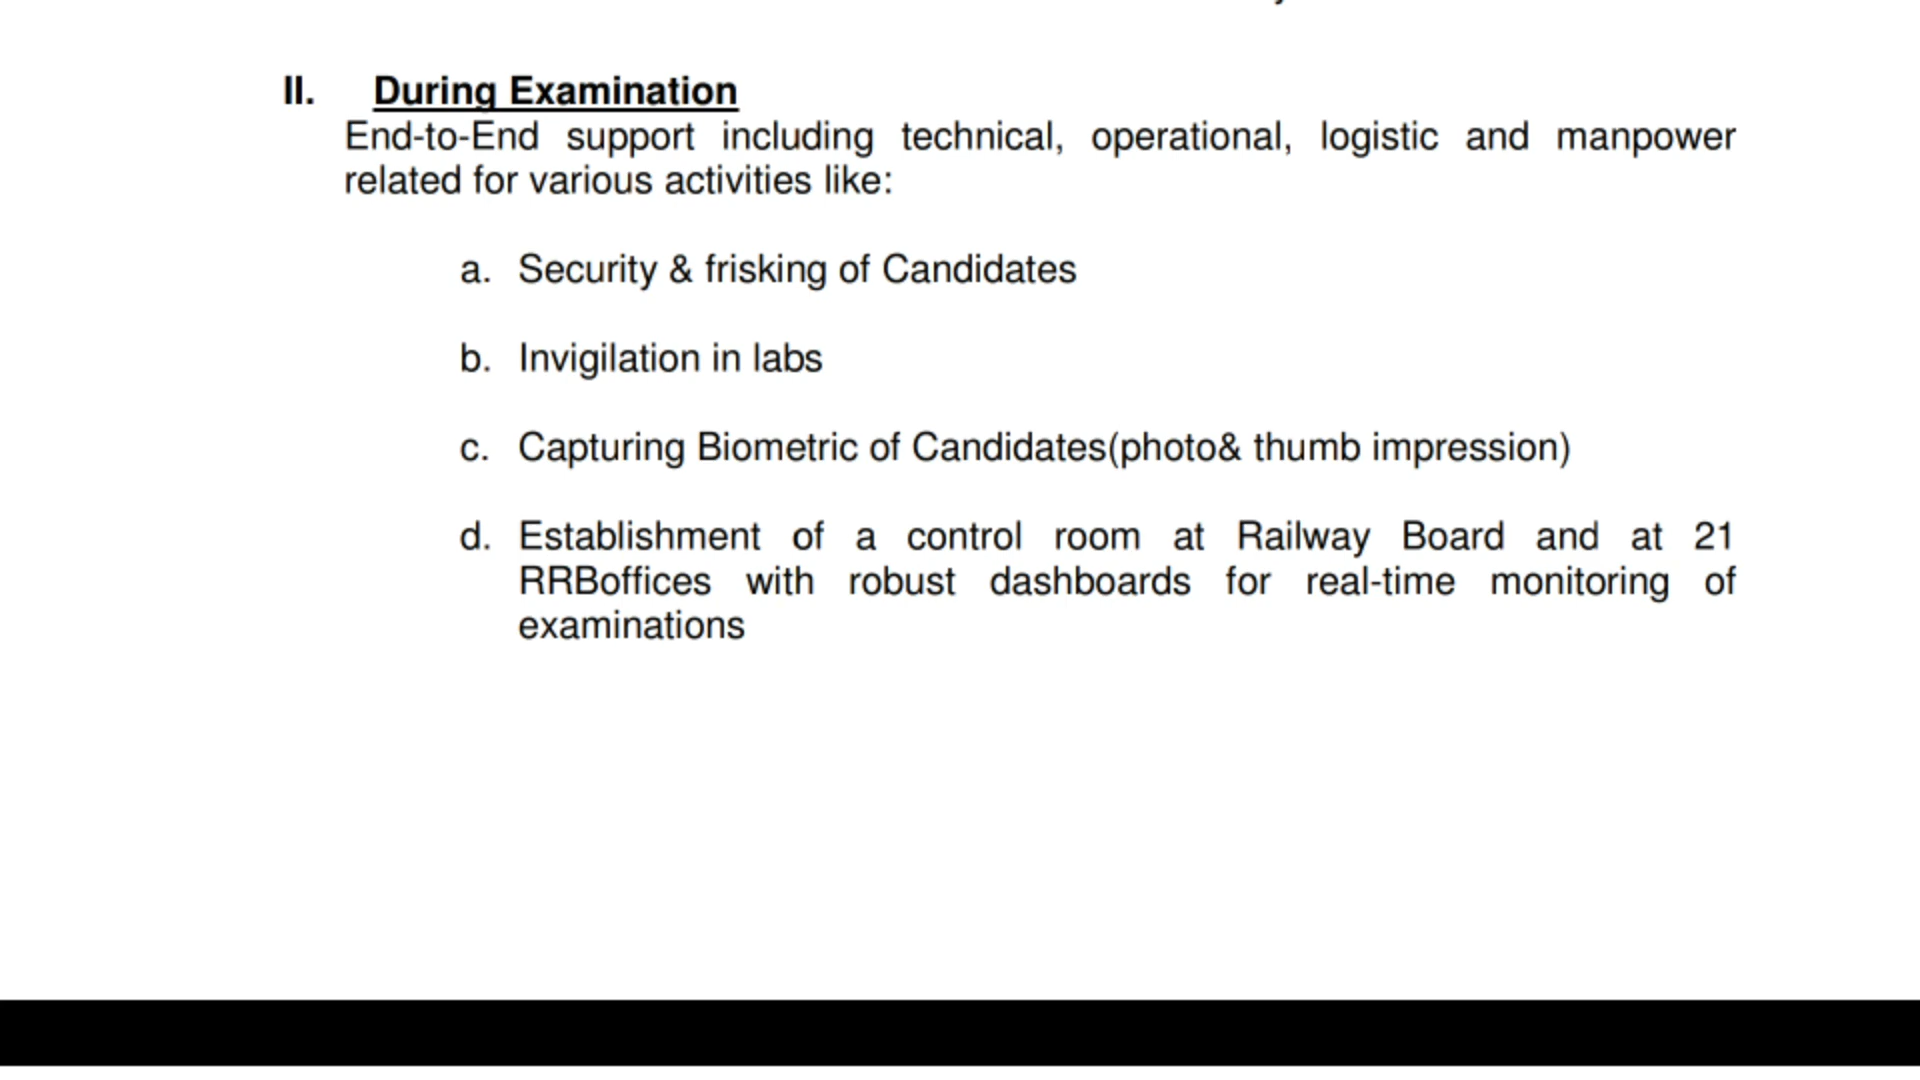 II. During Examination
End-to-End support including technical, operational, logistic and manpower
related for various activities like:
a. Security & frisking of Candidates
b. Invigilation in labs
c. Capturing Biometric of Candidates(photo& thumb impression)
d. Establishment of a control room at Railway Board and at 21
RRBoffices with robust dashboards for real-time monitoring of
examinations